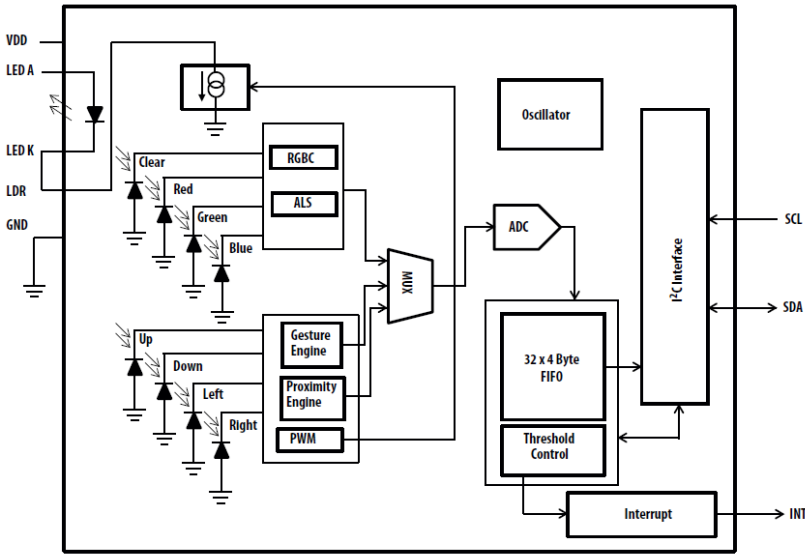 VDD
LED A
LED K
LDR
GND
Clear
Red
Green
Blue
RGBC
ALS
Up
Down
Left
Right
Gesture
Engine
Proximity
Engine
PWM
MUX
ADC
Oscillator
32 x 4 Byte
FIFO
Threshold
Control
Interrupt
I²C Interface
SCL
SDA
INT